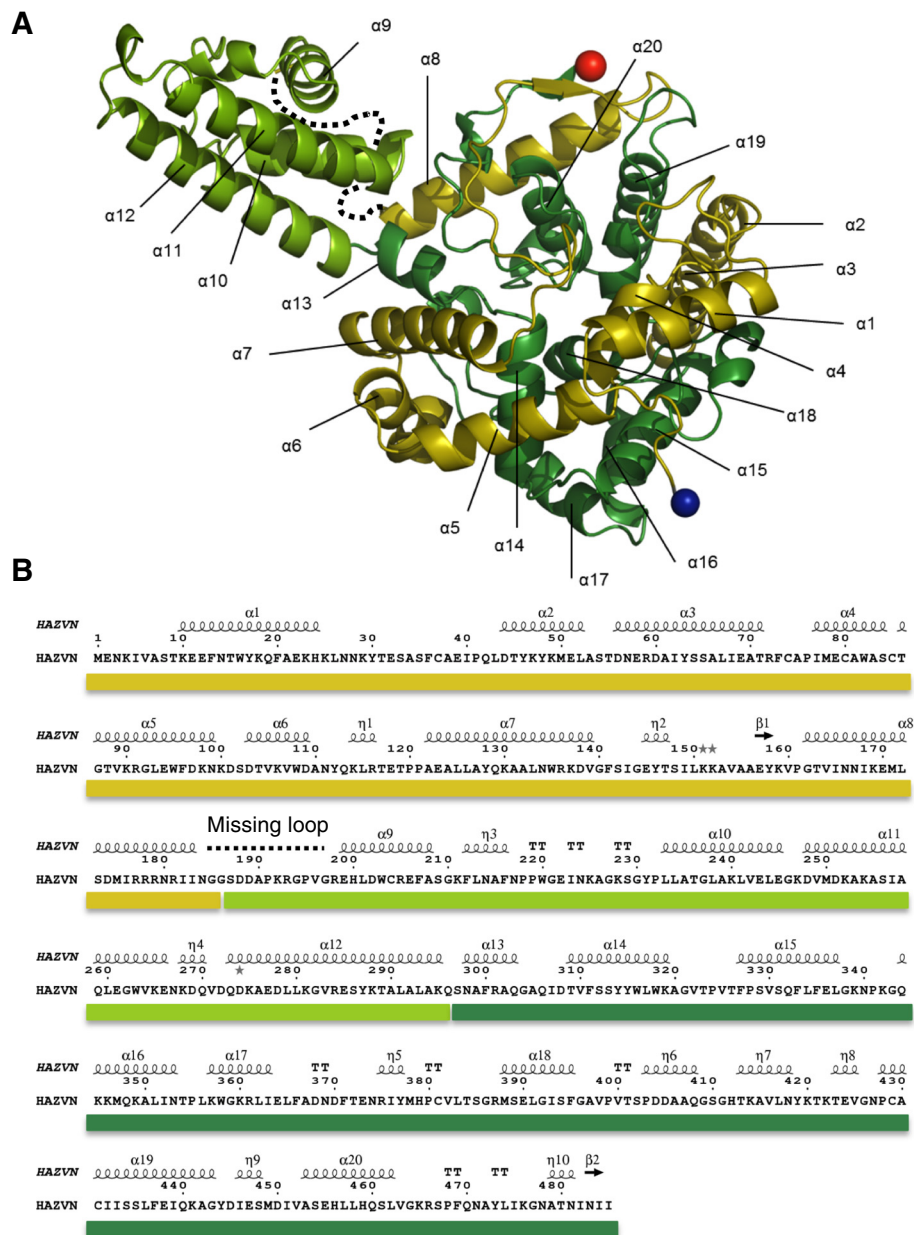 A
α9
α8
α20
α19
α2
α3
α1
α4
α18
α15
α16
α17
α14
α5
α6
α7
α13
α10
α11
α12
B
HAZVN α1 α2 α3 α4
1 10 20 30 40 50 60 70 80
HAZVN MENKIVASTKEEFNTWYKQFAEKHKLNNKYTESASFCAEIPQLDTYKYKMELASTDNERDAIYSSALIEATRFCAPIMECAWASCT
HAZVN α5 α6 η1 α7 η2 β1 α8
90 100 110 120 130 140 150 ★★ 160 170
HAZVN GTVKRGLEWFDKNKDSDTVKVWDANYQKLRTETPPAEALLAYQKAALNWRKDVGFSIGEYTSILKKAVAAEYKVPGTVINNIKEML
Missing loop
HAZVN α9 η3 TT TT TT α10 α11
180 190 200 210 220 230 240 250
HAZVN SDMIRRRNRIINGGSDDAPKRGPVGREHLDWCREFASGKFLNAFNPPWGEINKAGKSGYPLLATGLAKLVELEGKDVMDKAKASIA
HAZVN η4 α12 α13 α14 α15
260 270 ★ 280 290 300 310 320 330 340
HAZVN QLEGWVKENKDQVDQDKAEDLLKGVRESYKTALALAKQSNAFRAQGAQIDTVFSSYYWLWKAGVTPVTFPSVSQFLFELGKNPKGQ
HAZVN α16 α17 TT η5 TT α18 TT η6 η7 η8
350 360 370 380 390 400 410 420 430
HAZVN KKMQKALINTPLKWGKRLIELFADNDFTENRIYMHPCVLTSGRMSELGISFGAVPVTSPDDAAQGSGHTKAVLNYKTKTEVGNPCA
HAZVN α19 η9 α20 TT TT η10 β2
440 450 460 470 480
HAZVN CIISSLFEIQKAGYDIESMDIVASEHLLHQSLVGKRSPFQNAYLIKGNATNINII